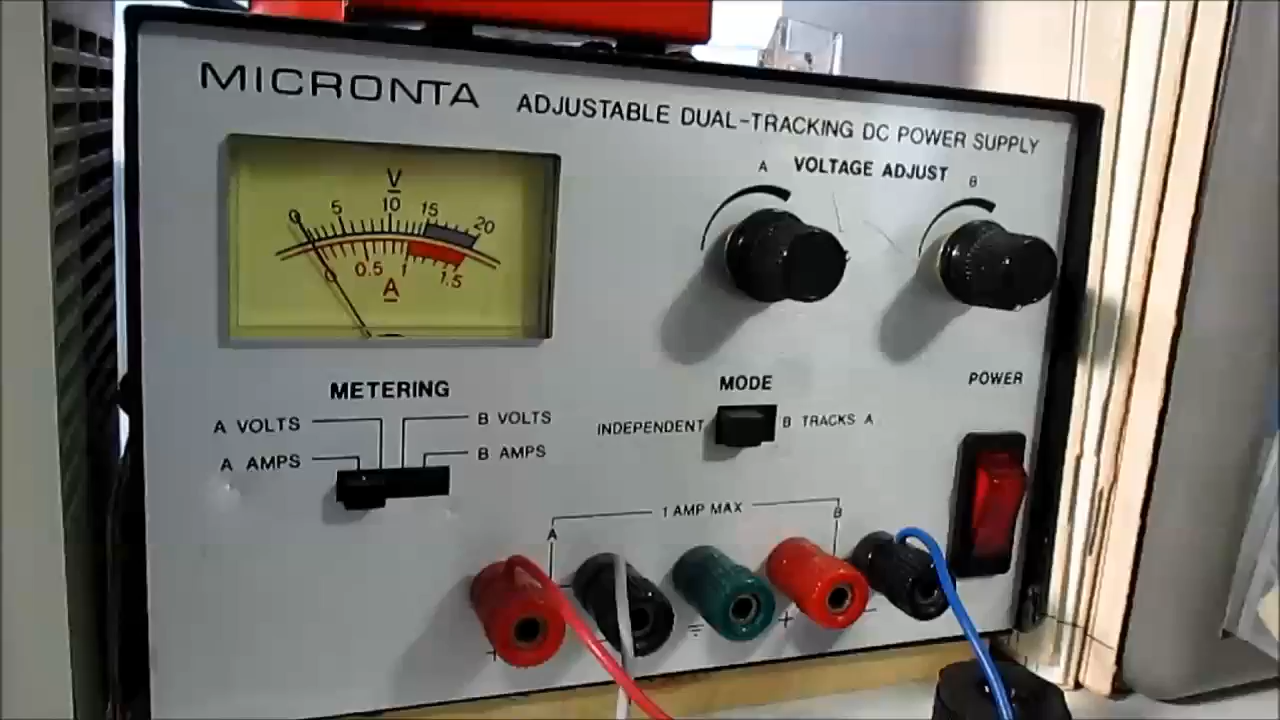 MICRONTA
ADJUSTABLE DUAL-TRACKING DC POWER SUPPLY
A VOLTAGE ADJUST B
V
0 5 10 15 20
0 0.5 1 1.5
A
METERING
A VOLTS B VOLTS
A AMPS B AMPS
MODE
INDEPENDENT B TRACKS A
POWER
1 AMP MAX
A B
+ - + -